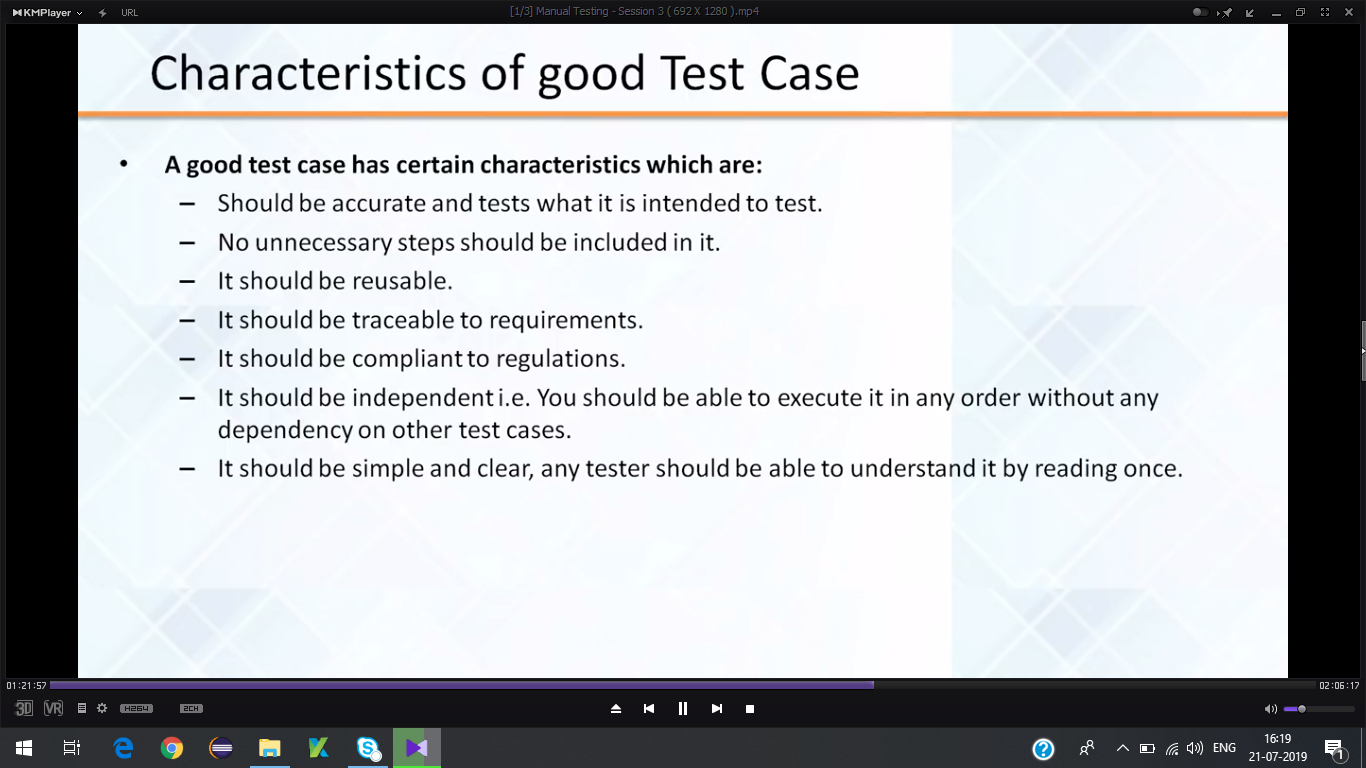 KMPlayer URL [1/3] Manual Testing - Session 3 ( 692 X 1280 ).mp4
Characteristics of good Test Case
• A good test case has certain characteristics which are:
– Should be accurate and tests what it is intended to test.
– No unnecessary steps should be included in it.
– It should be reusable.
– It should be traceable to requirements.
– It should be compliant to regulations.
– It should be independent i.e. You should be able to execute it in any order without any
dependency on other test cases.
– It should be simple and clear, any tester should be able to understand it by reading once.
01:21:57 02:06:17
3D VR H264 2CH
ENG 16:19
21-07-2019 1